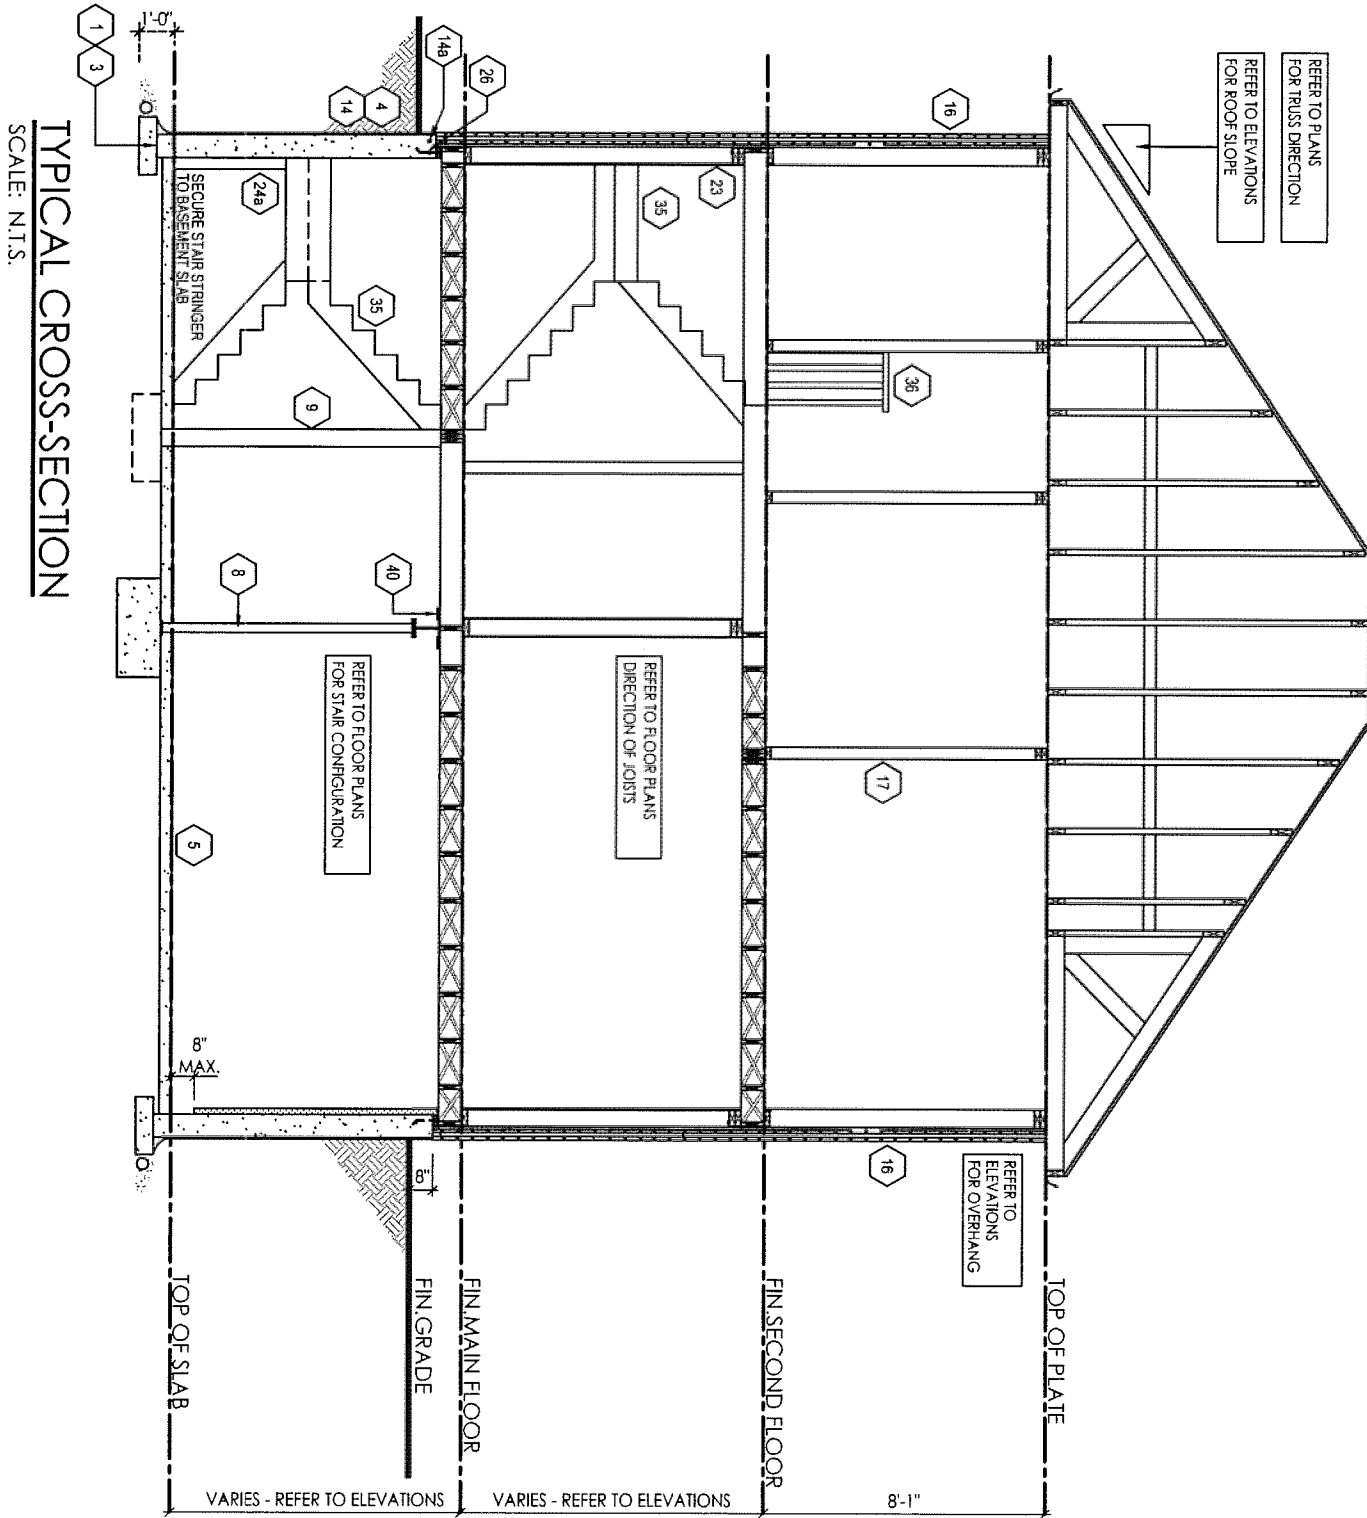 REFER TO PLANS
FOR TRUSS DIRECTION
REFER TO ELEVATIONS
FOR ROOF SLOPE
16
TOP OF PLATE
REFER TO
ELEVATIONS
FOR OVERHANG
36
17
16
8'-1"
FIN.SECOND FLOOR
23
35
REFER TO FLOOR PLANS
DIRECTION OF JOISTS
VARIES - REFER TO ELEVATIONS
26
14a
FIN.MAIN FLOOR
8"
FIN.GRADE
4
14
35
40
REFER TO FLOOR PLANS
FOR STAIR CONFIGURATION
VARIES - REFER TO ELEVATIONS
9
24a
8
SECURE STAIR STRINGER
TO BASEMENT SLAB
5
8"
MAX.
TOP OF SLAB
1'-0"
1
3
TYPICAL CROSS-SECTION
SCALE: N.T.S.